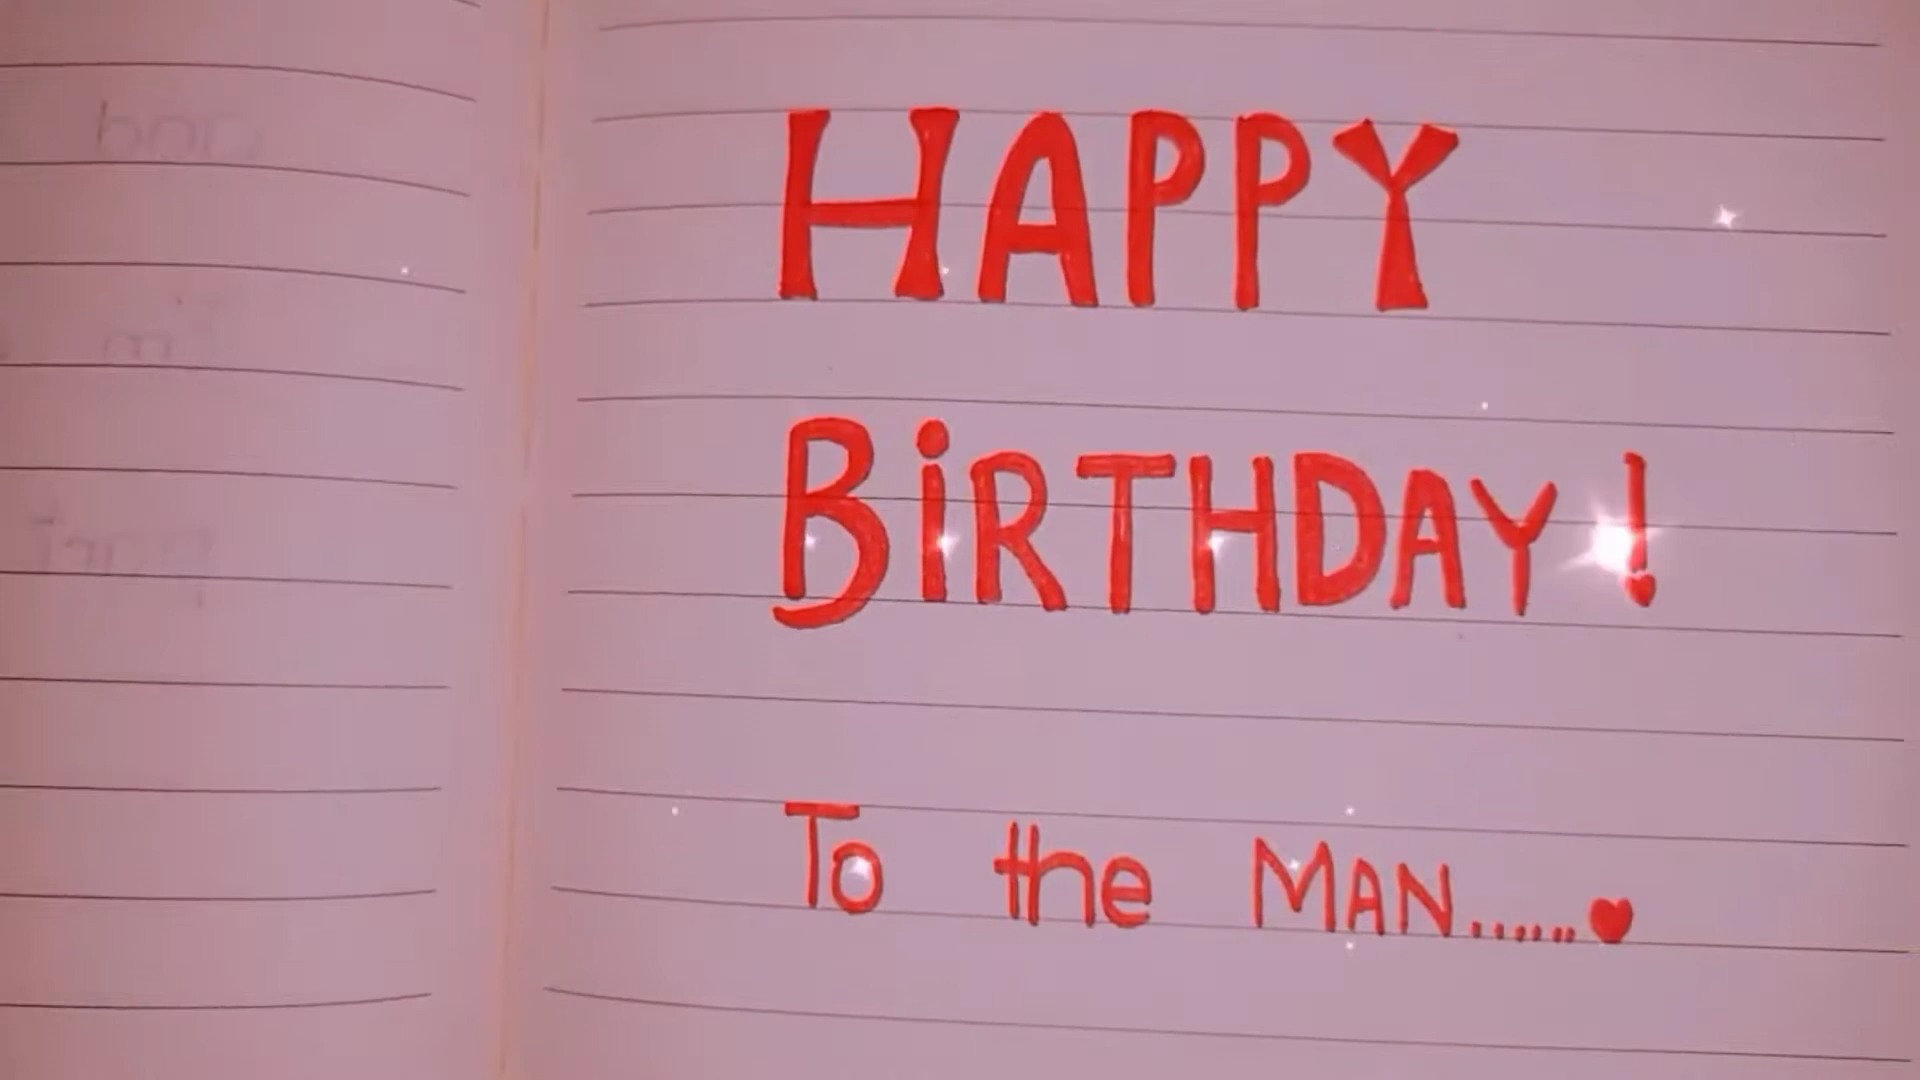 HAPPY
BiRTHDAY !
To the MAN......♥